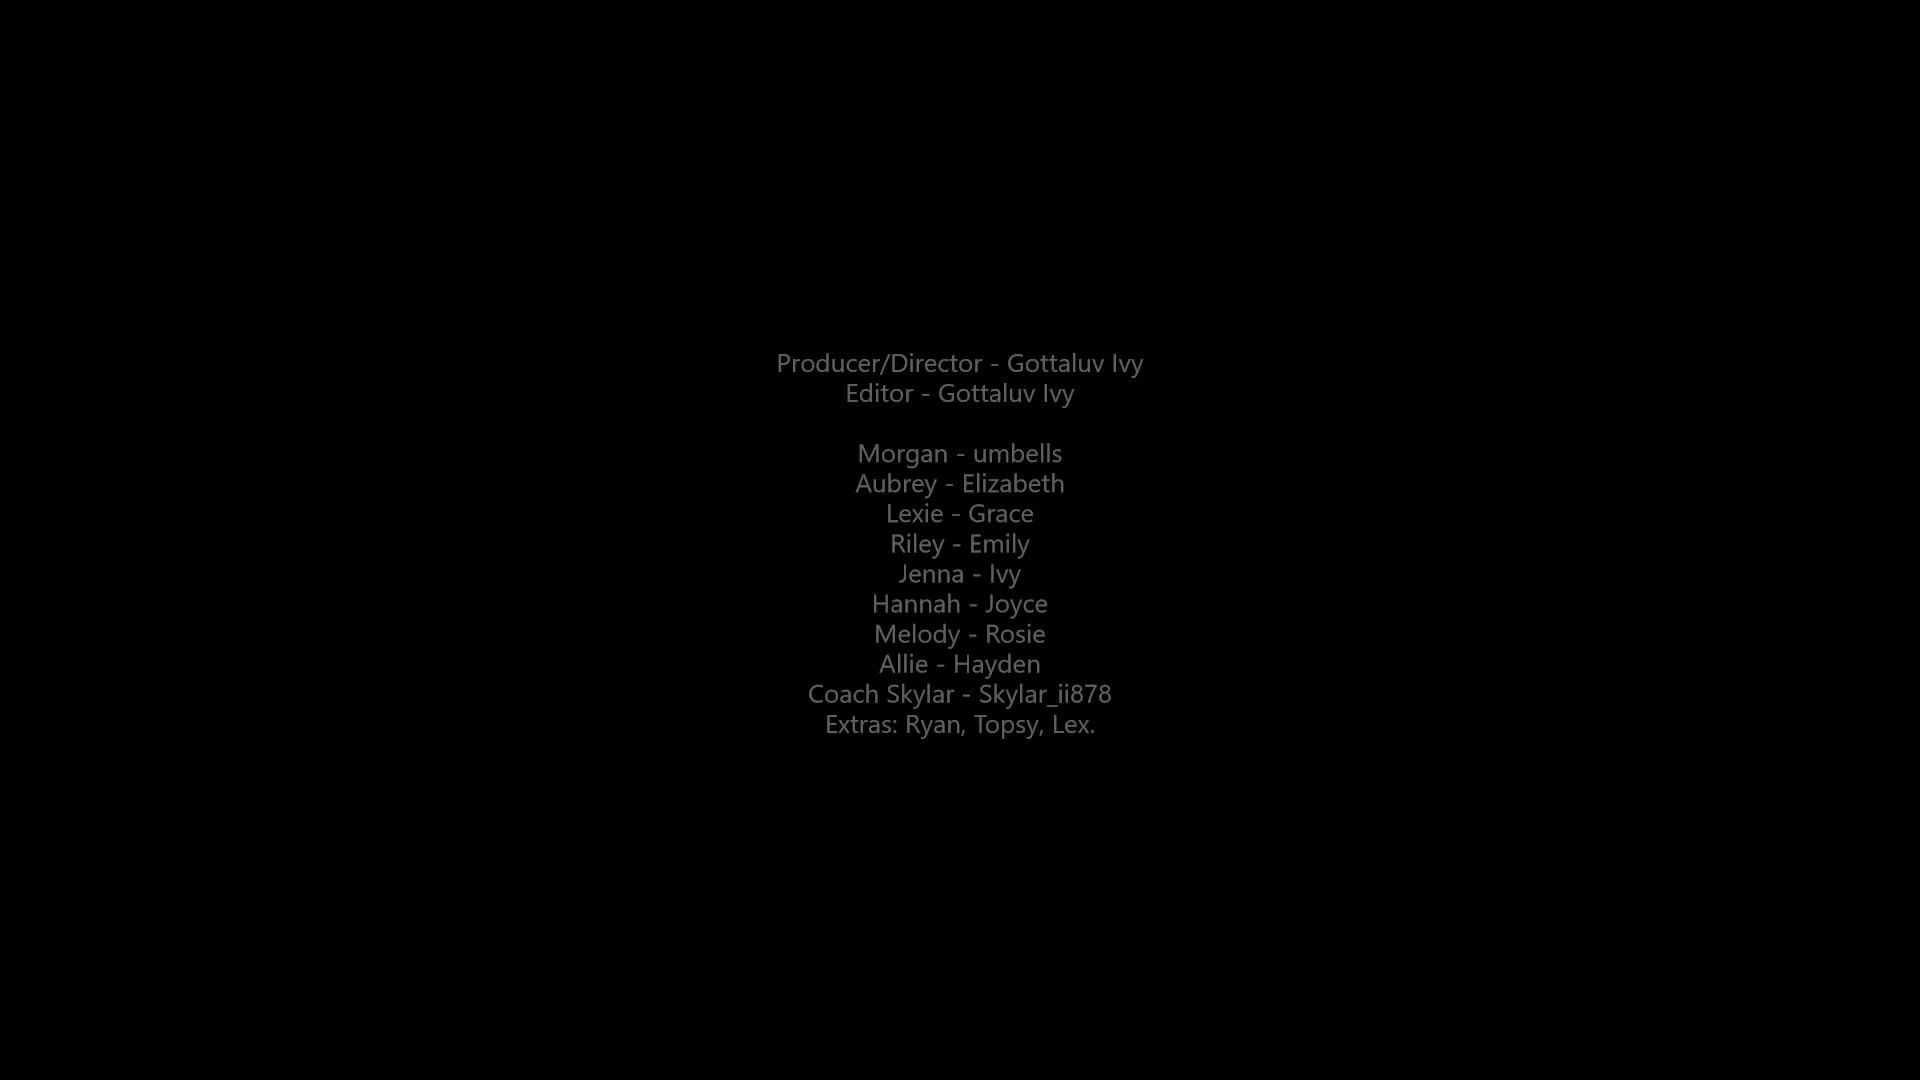 Producer/Director - Gottaluv Ivy
Editor - Gottaluv Ivy
Morgan - umbells
Aubrey - Elizabeth
Lexie - Grace
Riley - Emily
Jenna - Ivy
Hannah - Joyce
Melody - Rosie
Allie - Hayden
Coach Skylar - Skylar_ii878
Extras: Ryan, Topsy, Lex.